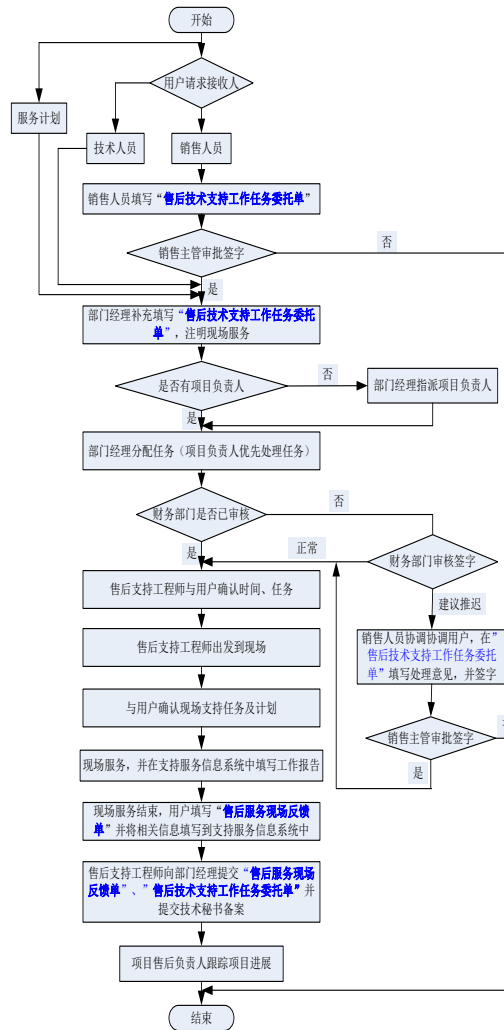 开始
用户请求接收人
服务计划
技术人员
销售人员
销售人员填写“售后技术支持工作任务委托单”
销售主管审批签字
否
是
部门经理补充填写“售后技术支持工作任务委托
单”，注明现场服务
是否有项目负责人
否
部门经理指派项目负责人
是
部门经理分配任务（项目负责人优先处理任务）
财务部门是否已审核
否
是
正常
财务部门审核签字
售后支持工程师与用户确认时间、任务
建议推迟
售后支持工程师出发到现场
销售人员协调协调用户，在”
售后技术支持工作任务委托
单”填写处理意见，并签字
与用户确认现场支持任务及计划
销售主管审批签字
是
现场服务，并在支持服务信息系统中填写工作报告
现场服务结束，用户填写“售后服务现场反馈
单”并将相关信息填写到支持服务信息系统中
售后支持工程师向部门经理提交“售后服务现场
反馈单”、”售后技术支持工作任务委托单”并
提交技术秘书备案
项目售后负责人跟踪项目进展
结束